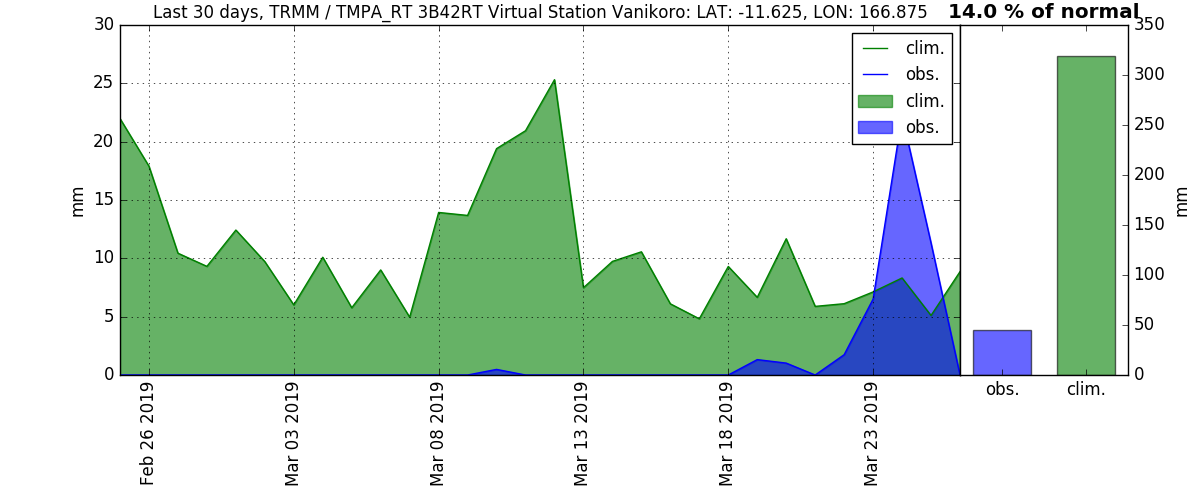 Last 30 days, TRMM / TMPA_RT 3B42RT Virtual Station Vanikoro: LAT: -11.625, LON: 166.875
14.0 % of normal
30
25
20
15
10
5
0
mm
clim.
obs.
clim.
obs.
350
300
250
200
150
100
50
0
mm
obs.
clim.
Feb 26 2019
Mar 03 2019
Mar 08 2019
Mar 13 2019
Mar 18 2019
Mar 23 2019